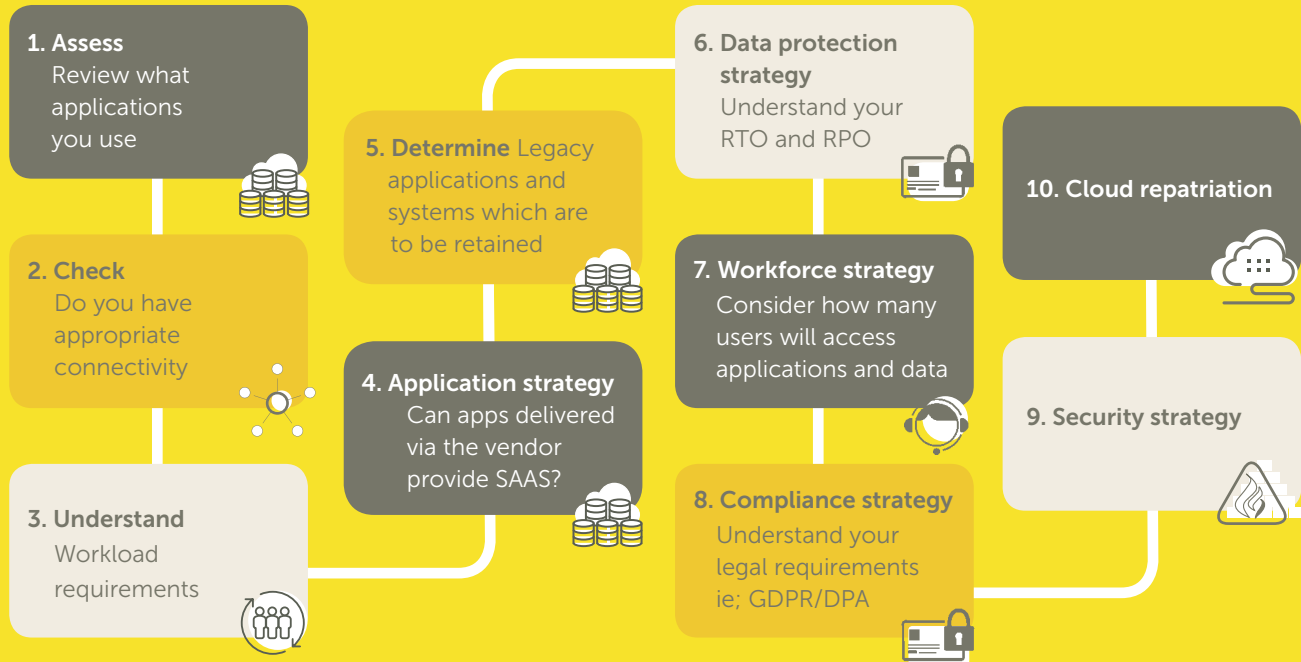 1. Assess
Review what
applications
you use
2. Check
Do you have
appropriate
connectivity
3. Understand
Workload
requirements
4. Application strategy
Can apps delivered
via the vendor
provide SAAS?
5. Determine Legacy
applications and
systems which are
to be retained
6. Data protection
strategy
Understand your
RTO and RPO
7. Workforce strategy
Consider how many
users will access
applications and data
8. Compliance strategy
Understand your
legal requirements
ie; GDPR/DPA
9. Security strategy
10. Cloud repatriation